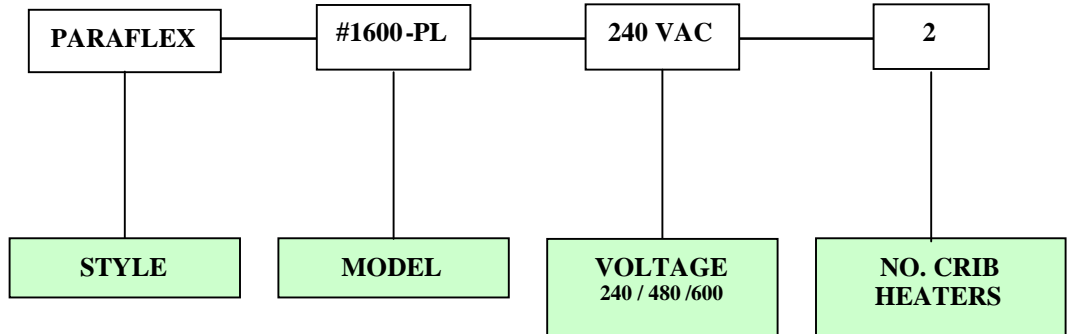 PARAFLEX
#1600-PL
240 VAC
2
STYLE
MODEL
VOLTAGE
240 / 480 /600
NO. CRIB
HEATERS